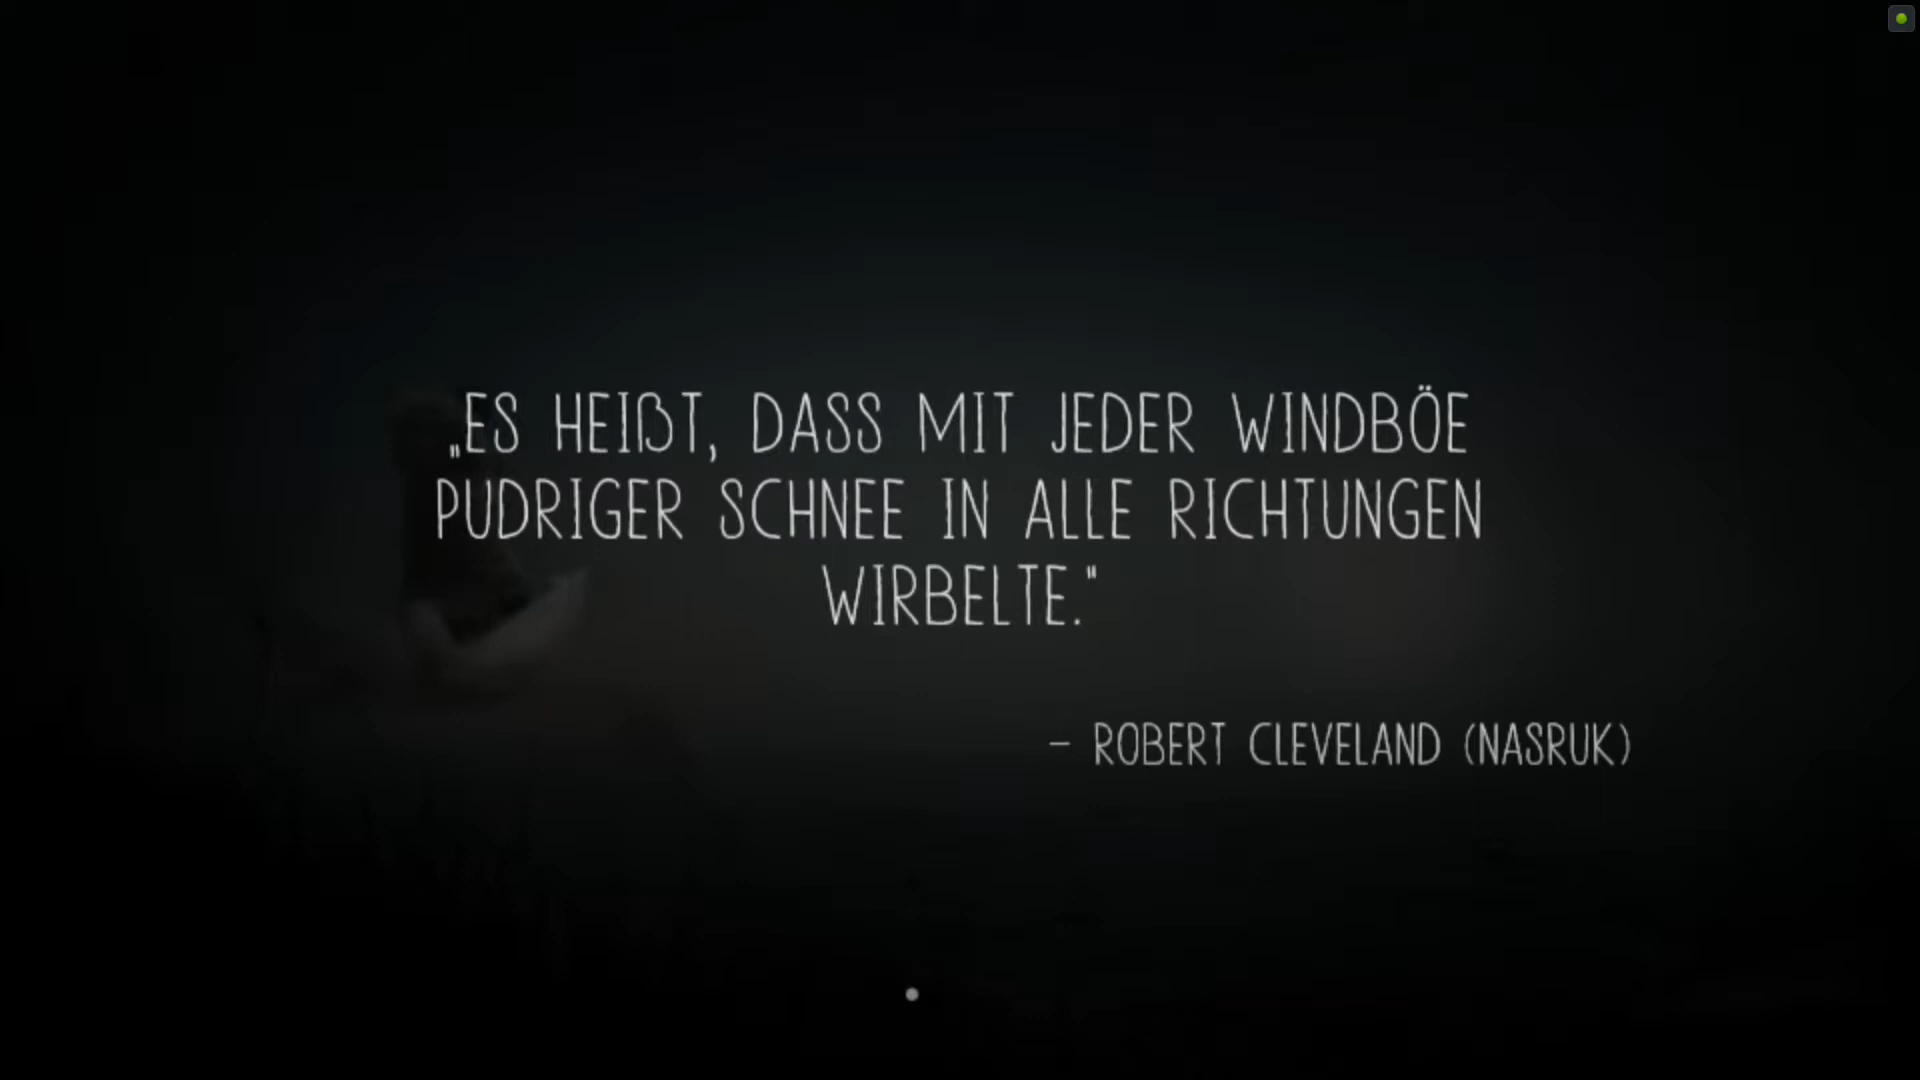 „ES HEIßT, DASS MIT JEDER WINDBÖE
PUDRIGER SCHNEE IN ALLE RICHTUNGEN
WIRBELTE."
– ROBERT CLEVELAND (NASRUK)